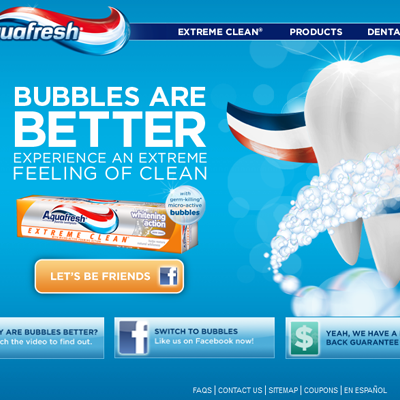 Aquafresh
EXTREME CLEAN® PRODUCTS DENTA
BUBBLES ARE
BETTER
EXPERIENCE AN EXTREME
FEELING OF CLEAN
with
germ-killing*
micro-active
bubbles
Aquafresh
whitening
action
EXTREME CLEAN
LET'S BE FRIENDS
Y ARE BUBBLES BETTER?
ch the video to find out.
SWITCH TO BUBBLES
Like us on Facebook now!
YEAH, WE HAVE A
BACK GUARANTEE
FAQS | CONTACT US | SITEMAP | COUPONS | EN ESPAÑOL